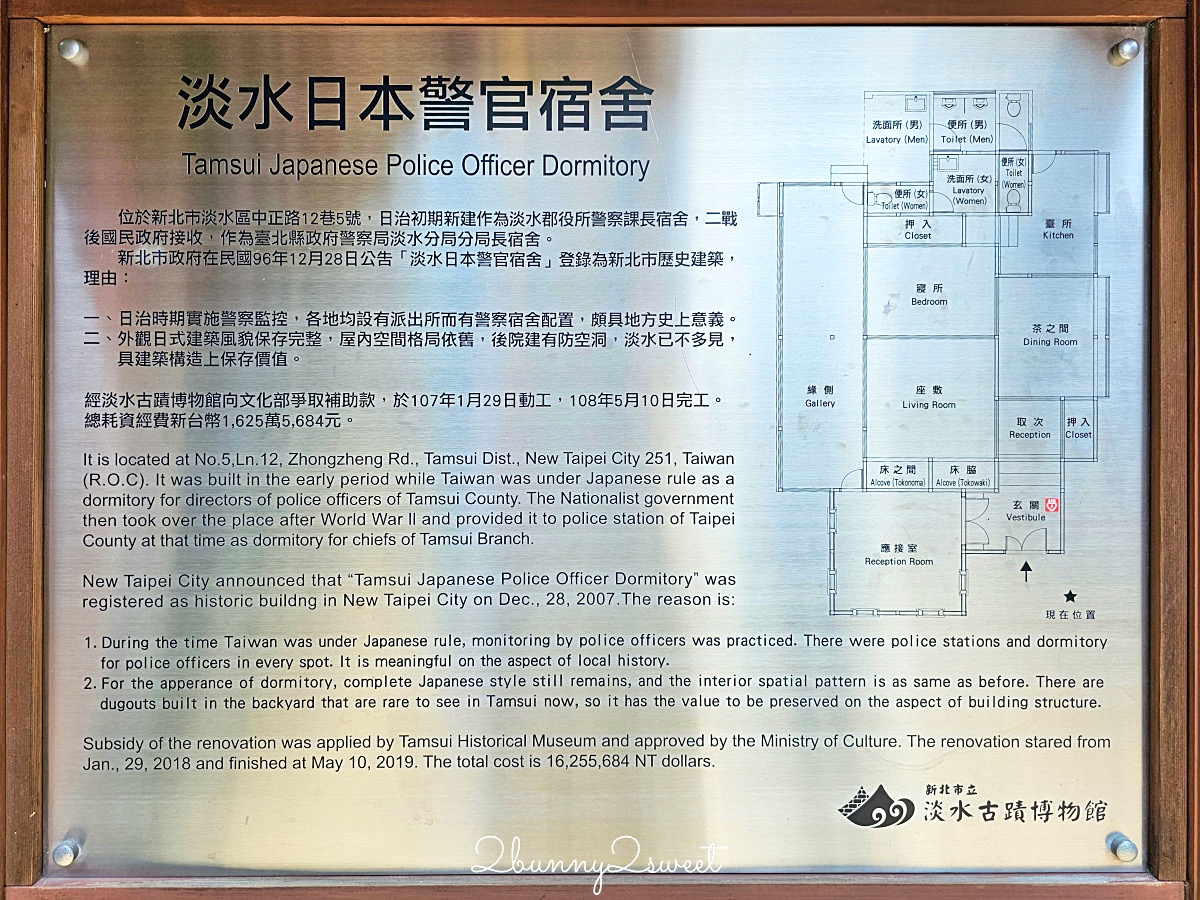 淡水日本警官宿舍
Tamsui Japanese Police Officer Dormitory
位於新北市淡水區中正路12巷5號，日治初期新建作為淡水郡役所警察課長宿舍，二戰
後國民政府接收，作為臺北縣政府警察局淡水分局分局長宿舍。
新北市政府在民國96年12月28日公告「淡水日本警官宿舍」登錄為新北市歷史建築，
理由：
一、日治時期實施警察監控，各地均設有派出所而有警察宿舍配置，頗具地方史上意義。
二、外觀日式建築風貌保存完整，屋內空間格局依舊，後院建有防空洞，淡水已不多見，
具建築構造上保存價值。
經淡水古蹟博物館向文化部爭取補助款，於107年1月29日動工，108年5月10日完工。
總耗資經費新台幣1,625萬5,684元。
It is located at No.5,Ln.12, Zhongzheng Rd., Tamsui Dist., New Taipei City 251, Taiwan
(R.O.C). It was built in the early period while Taiwan was under Japanese rule as a
dormitory for directors of police officers of Tamsui County. The Nationalist government
then took over the place after World War II and provided it to police station of Taipei
County at that time as dormitory for chiefs of Tamsui Branch.
New Taipei City announced that “Tamsui Japanese Police Officer Dormitory” was
registered as historic buildng in New Taipei City on Dec., 28, 2007.The reason is:
1. During the time Taiwan was under Japanese rule, monitoring by police officers was practiced. There were police stations and dormitory
for police officers in every spot. It is meaningful on the aspect of local history.
2. For the apperance of dormitory, complete Japanese style still remains, and the interior spatial pattern is as same as before. There are
dugouts built in the backyard that are rare to see in Tamsui now, so it has the value to be preserved on the aspect of building structure.
Subsidy of the renovation was applied by Tamsui Historical Museum and approved by the Ministry of Culture. The renovation stared from
Jan., 29, 2018 and finished at May 10, 2019. The total cost is 16,255,684 NT dollars.
洗面所 (男)
Lavatory (Men)
便所 (男)
Toilet (Men)
便所 (女)
Toilet
(Women)
洗面所 (女)
Lavatory
(Women)
便所 (女)
Toilet (Women)
押入
Closet
臺所
Kitchen
寢所
Bedroom
茶之間
Dining Room
緣側
Gallery
座敷
Living Room
取次
Reception
押入
Closet
床之間
Alcove (Tokonoma)
床脇
Alcove (Tokowaki)
玄關
Vestibule
應接室
Reception Room
現在位置
新北市立
淡水古蹟博物館
2bunny2sweet